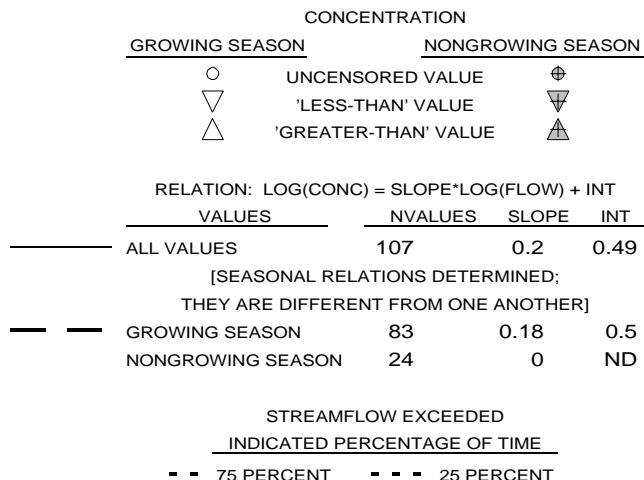 CONCENTRATION
GROWING SEASON NONGROWING SEASON
UNCENSORED VALUE
'LESS-THAN' VALUE
'GREATER-THAN' VALUE
RELATION: LOG(CONC) = SLOPE*LOG(FLOW) + INT
VALUES NVALUES SLOPE INT
ALL VALUES 107 0.2 0.49
[SEASONAL RELATIONS DETERMINED;
THEY ARE DIFFERENT FROM ONE ANOTHER]
GROWING SEASON 83 0.18 0.5
NONGROWING SEASON 24 0 ND
STREAMFLOW EXCEEDED
INDICATED PERCENTAGE OF TIME
75 PERCENT 25 PERCENT